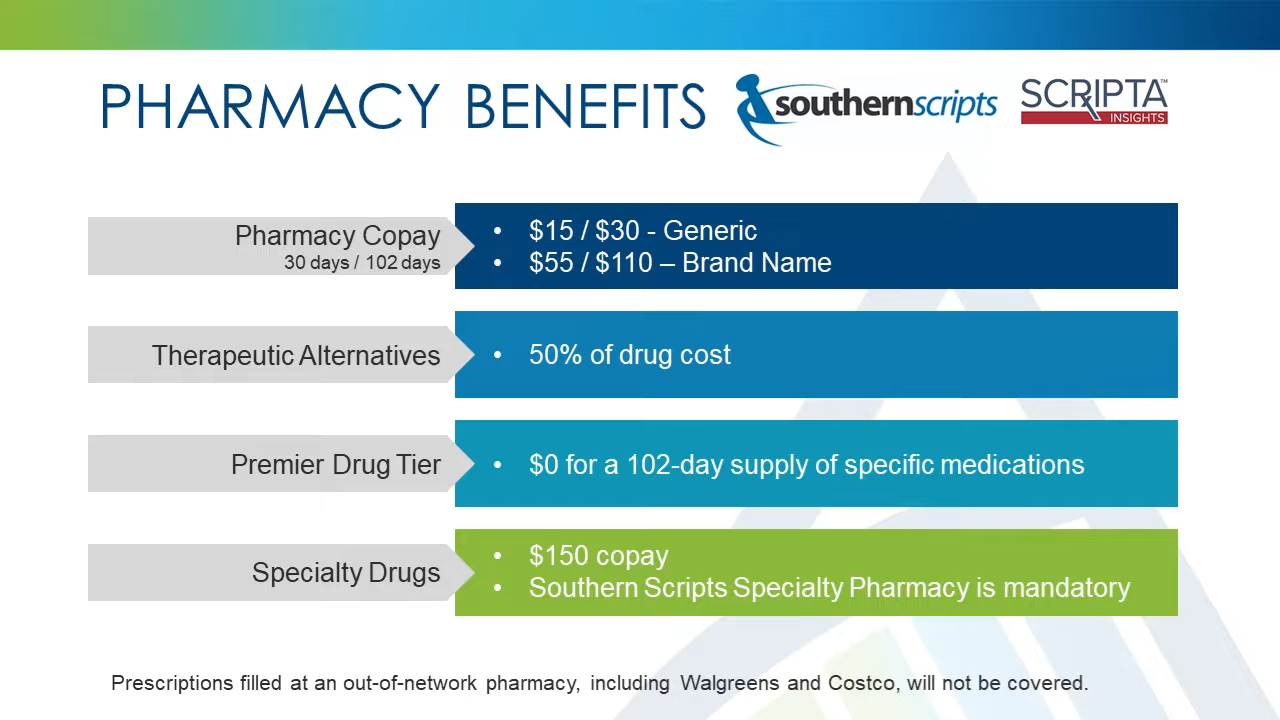 PHARMACY BENEFITS
southernscripts
SCRIPTA™
INSIGHTS
Pharmacy Copay
30 days / 102 days
• $15 / $30 - Generic
• $55 / $110 – Brand Name
Therapeutic Alternatives
• 50% of drug cost
Premier Drug Tier
• $0 for a 102-day supply of specific medications
Specialty Drugs
• $150 copay
• Southern Scripts Specialty Pharmacy is mandatory
Prescriptions filled at an out-of-network pharmacy, including Walgreens and Costco, will not be covered.